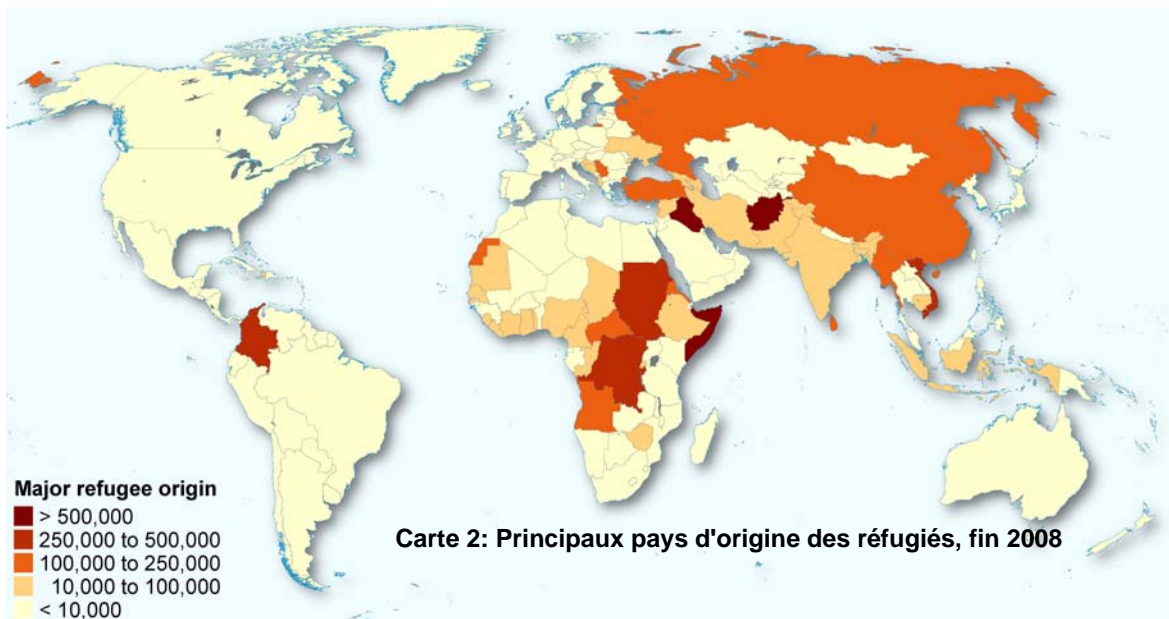 Major refugee origin
> 500,000
250,000 to 500,000
100,000 to 250,000
10,000 to 100,000
< 10,000
Carte 2: Principaux pays d'origine des réfugiés, fin 2008